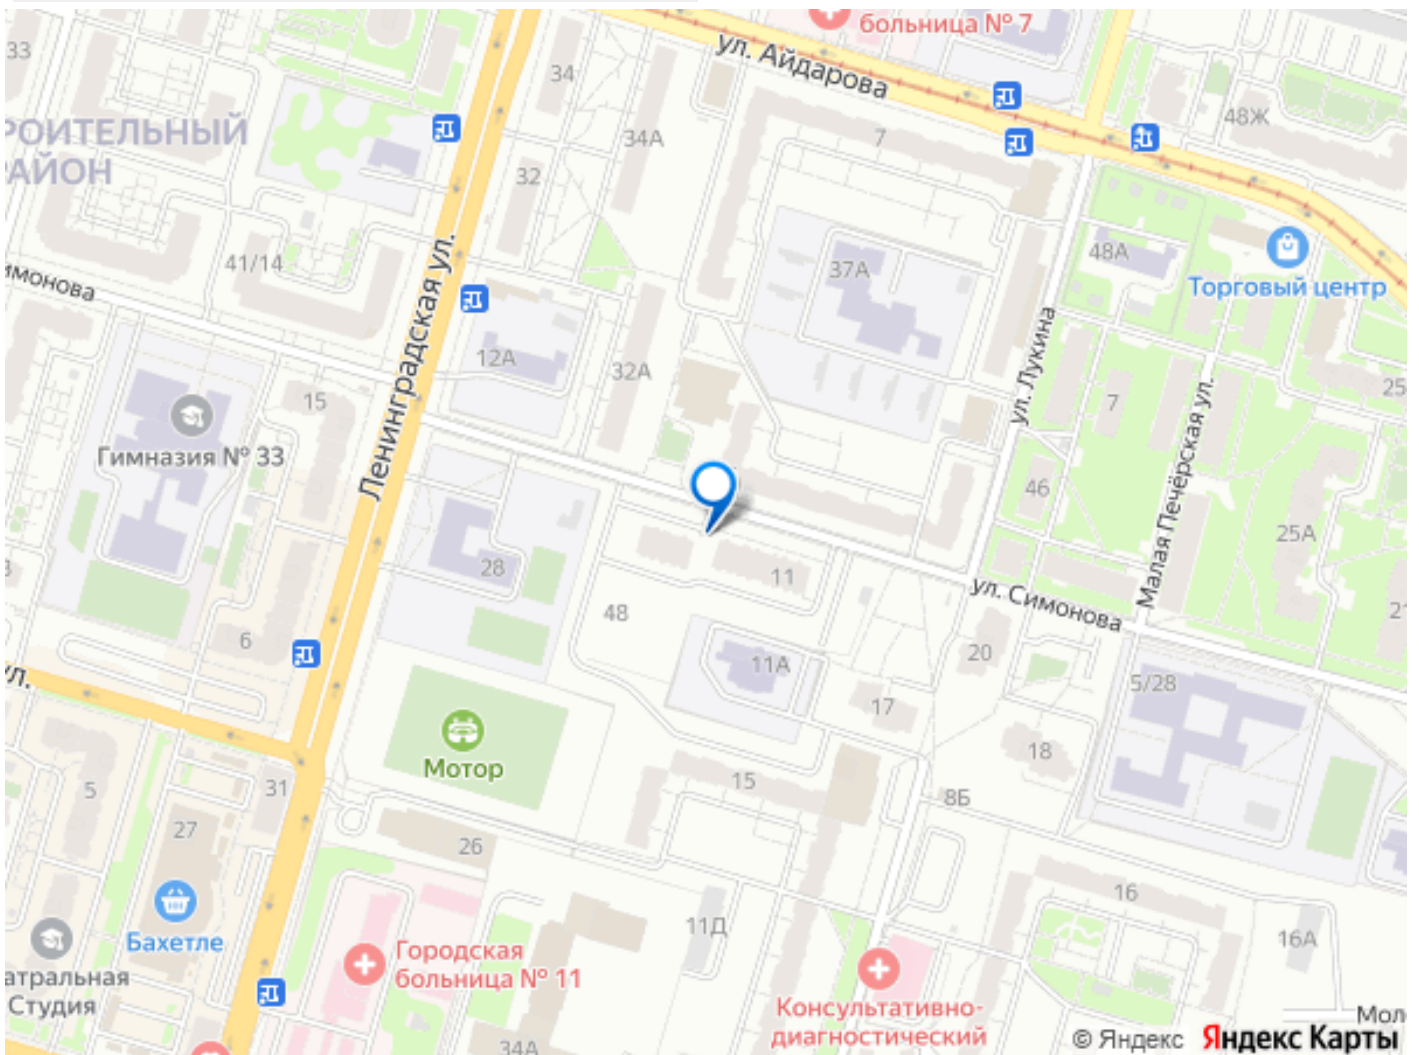 больница № 7
ул. Айдарова
33
34
48Ж
РОИТЕЛЬНЫЙ
АЙОН
34А
7
32
41/14
Ленинградская ул.
37А
48А
Торговый центр
имонова
12А
32А
ул. Лукина
15
7
25
Гимназия № 33
46
Малая Печёрская ул.
25А
28
11
ул. Симонова
48
6
11А
20
5/28
21
ул.
17
Мотор
18
5
31
15
8Б
27
26
16
Бахетле
11Д
16А
Городская
больница № 11
атральная
Студия
Консультативно-
диагностический
34А
Мол
© Яндекс Яндекс Карты